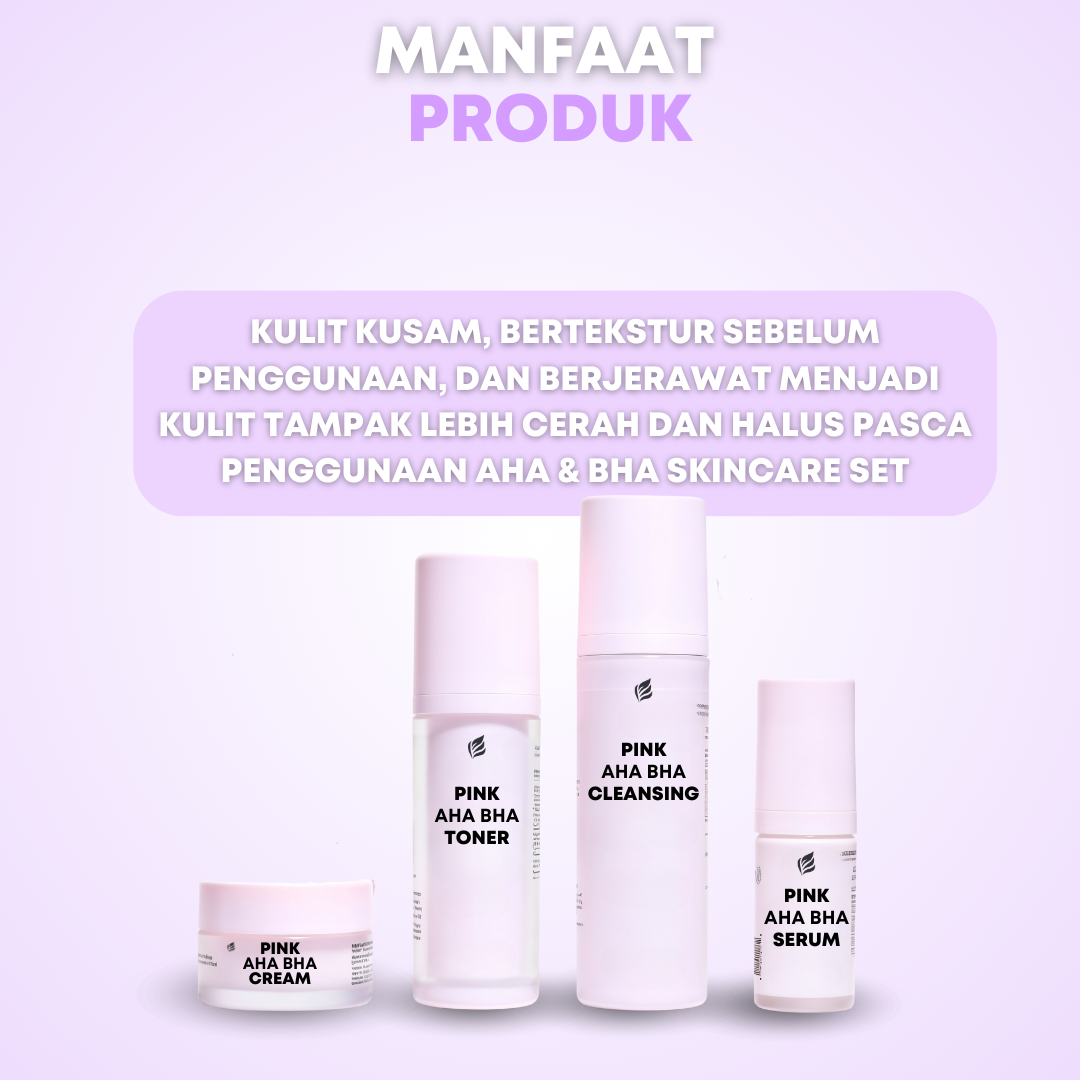 MANFAAT
PRODUK
KULIT KUSAM, BERTEKSTUR SEBELUM
PENGGUNAAN, DAN BERJERAWAT MENJADI
KULIT TAMPAK LEBIH CERAH DAN HALUS PASCA
PENGGUNAAN AHA & BHA SKINCARE SET
PINK
AHA BHA
CREAM
PINK
AHA BHA
TONER
PINK
AHA BHA
CLEANSING
PINK
AHA BHA
SERUM